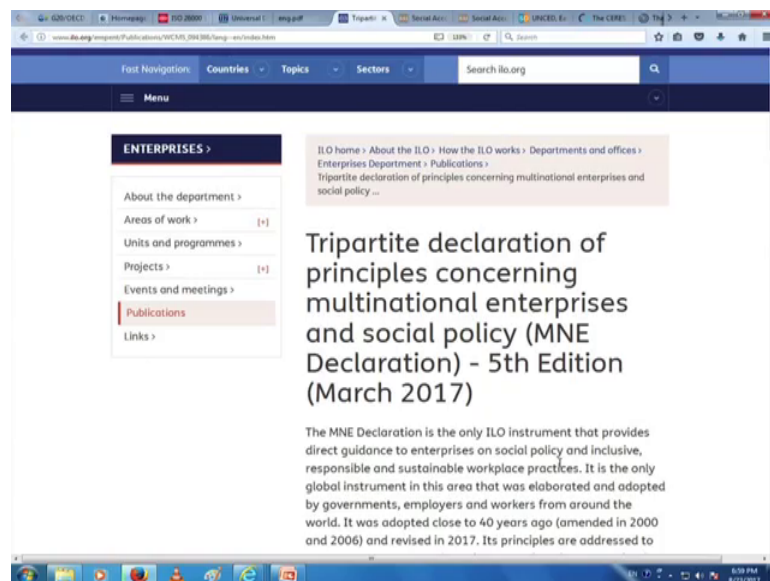 G20/OECD
Homepage
ISO 26000
Universal
eng.pdf
Tripartite
Social Acc
Social Acc
UNCED, E
The CERES
www.ilo.org/empent/Publications/WCMS_094386/lang--en/index.htm
Search
Fast Navigation: Countries Topics Sectors
Search ilo.org
Menu
ENTERPRISES >
About the department >
Areas of work > [+]
Units and programmes >
Projects > [+]
Events and meetings >
Publications
Links >
ILO home > About the ILO > How the ILO works > Departments and offices >
Enterprises Department > Publications >
Tripartite declaration of principles concerning multinational enterprises and
social policy ...
Tripartite declaration of
principles concerning
multinational enterprises
and social policy (MNE
Declaration) - 5th Edition
(March 2017)
The MNE Declaration is the only ILO instrument that provides
direct guidance to enterprises on social policy and inclusive,
responsible and sustainable workplace practices. It is the only
global instrument in this area that was elaborated and adopted
by governments, employers and workers from around the
world. It was adopted close to 40 years ago (amended in 2000
and 2006) and revised in 2017. Its principles are addressed to
EN
6:59 PM